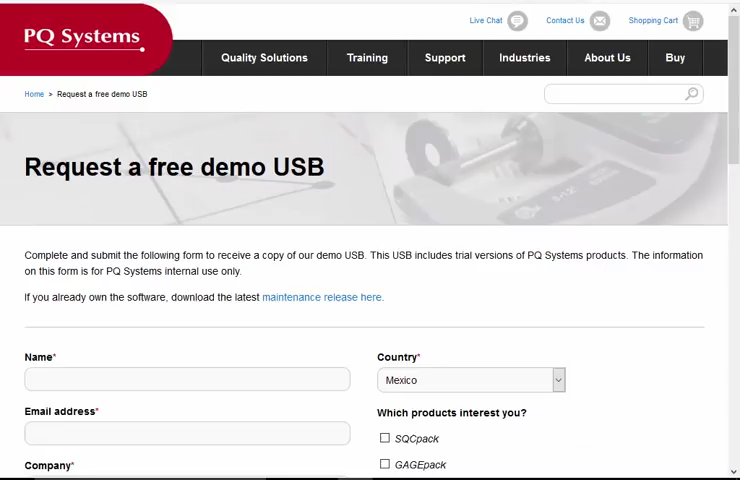 PQ Systems
Live Chat
Contact Us
Shopping Cart
Quality Solutions
Training
Support
Industries
About Us
Buy
Home > Request a free demo USB
Request a free demo USB
Complete and submit the following form to receive a copy of our demo USB. This USB includes trial versions of PQ Systems products. The information
on this form is for PQ Systems internal use only.
If you already own the software, download the latest maintenance release here.
Name*
Country*
Mexico
Email address*
Which products interest you?
SQCpack
Company*
GAGEpack